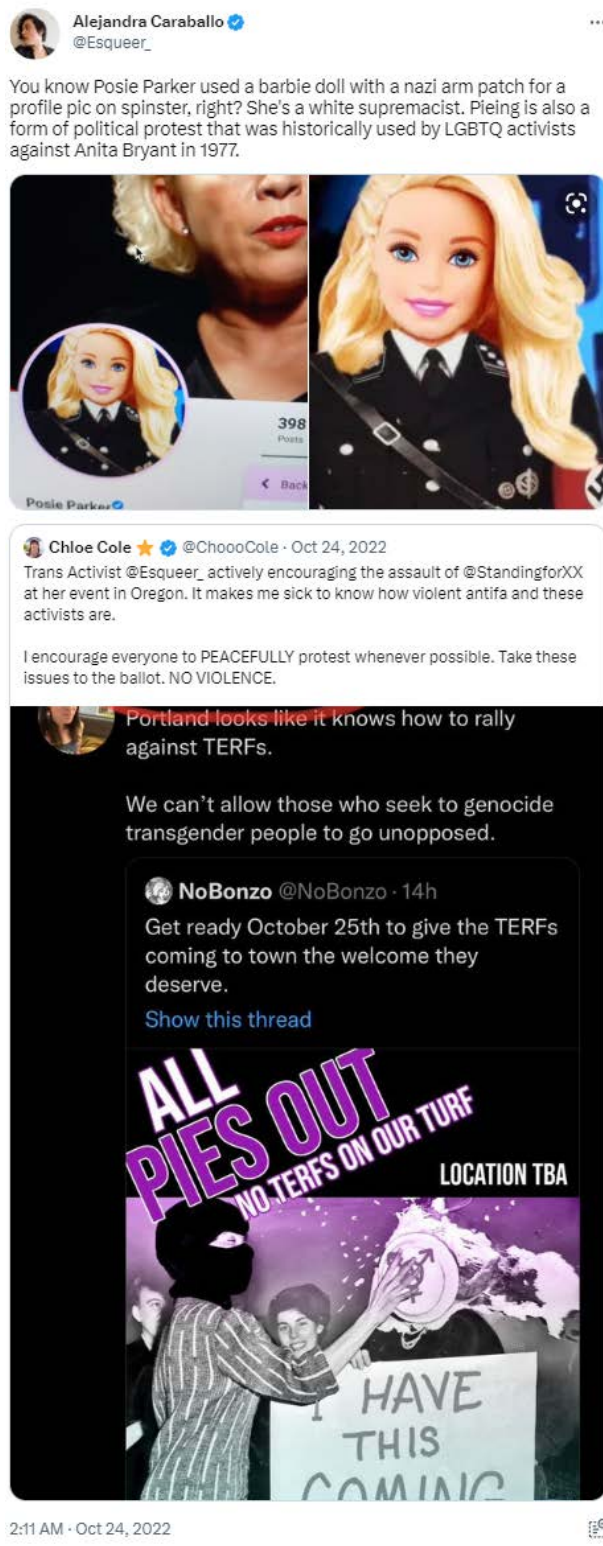 Alejandra Caraballo
@Esqueer_
You know Posie Parker used a barbie doll with a nazi arm patch for a
profile pic on spinster, right? She's a white supremacist. Pieing is also a
form of political protest that was historically used by LGBTQ activists
against Anita Bryant in 1977.
398
Posts
Back
Posie Parker
Chloe Cole @ChoooCole · Oct 24, 2022
Trans Activist @Esqueer_ actively encouraging the assault of @StandingforXX
at her event in Oregon. It makes me sick to know how violent antifa and these
activists are.
I encourage everyone to PEACEFULLY protest whenever possible. Take these
issues to the ballot. NO VIOLENCE.
Portland looks like it knows how to rally
against TERFs.
We can't allow those who seek to genocide
transgender people to go unopposed.
NoBonzo @NoBonzo · 14h
Get ready October 25th to give the TERFs
coming to town the welcome they
deserve.
Show this thread
ALL
PIES OUT
NO TERFS ON OUR TURF
LOCATION TBA
I HAVE
THIS
COMING
2:11 AM · Oct 24, 2022